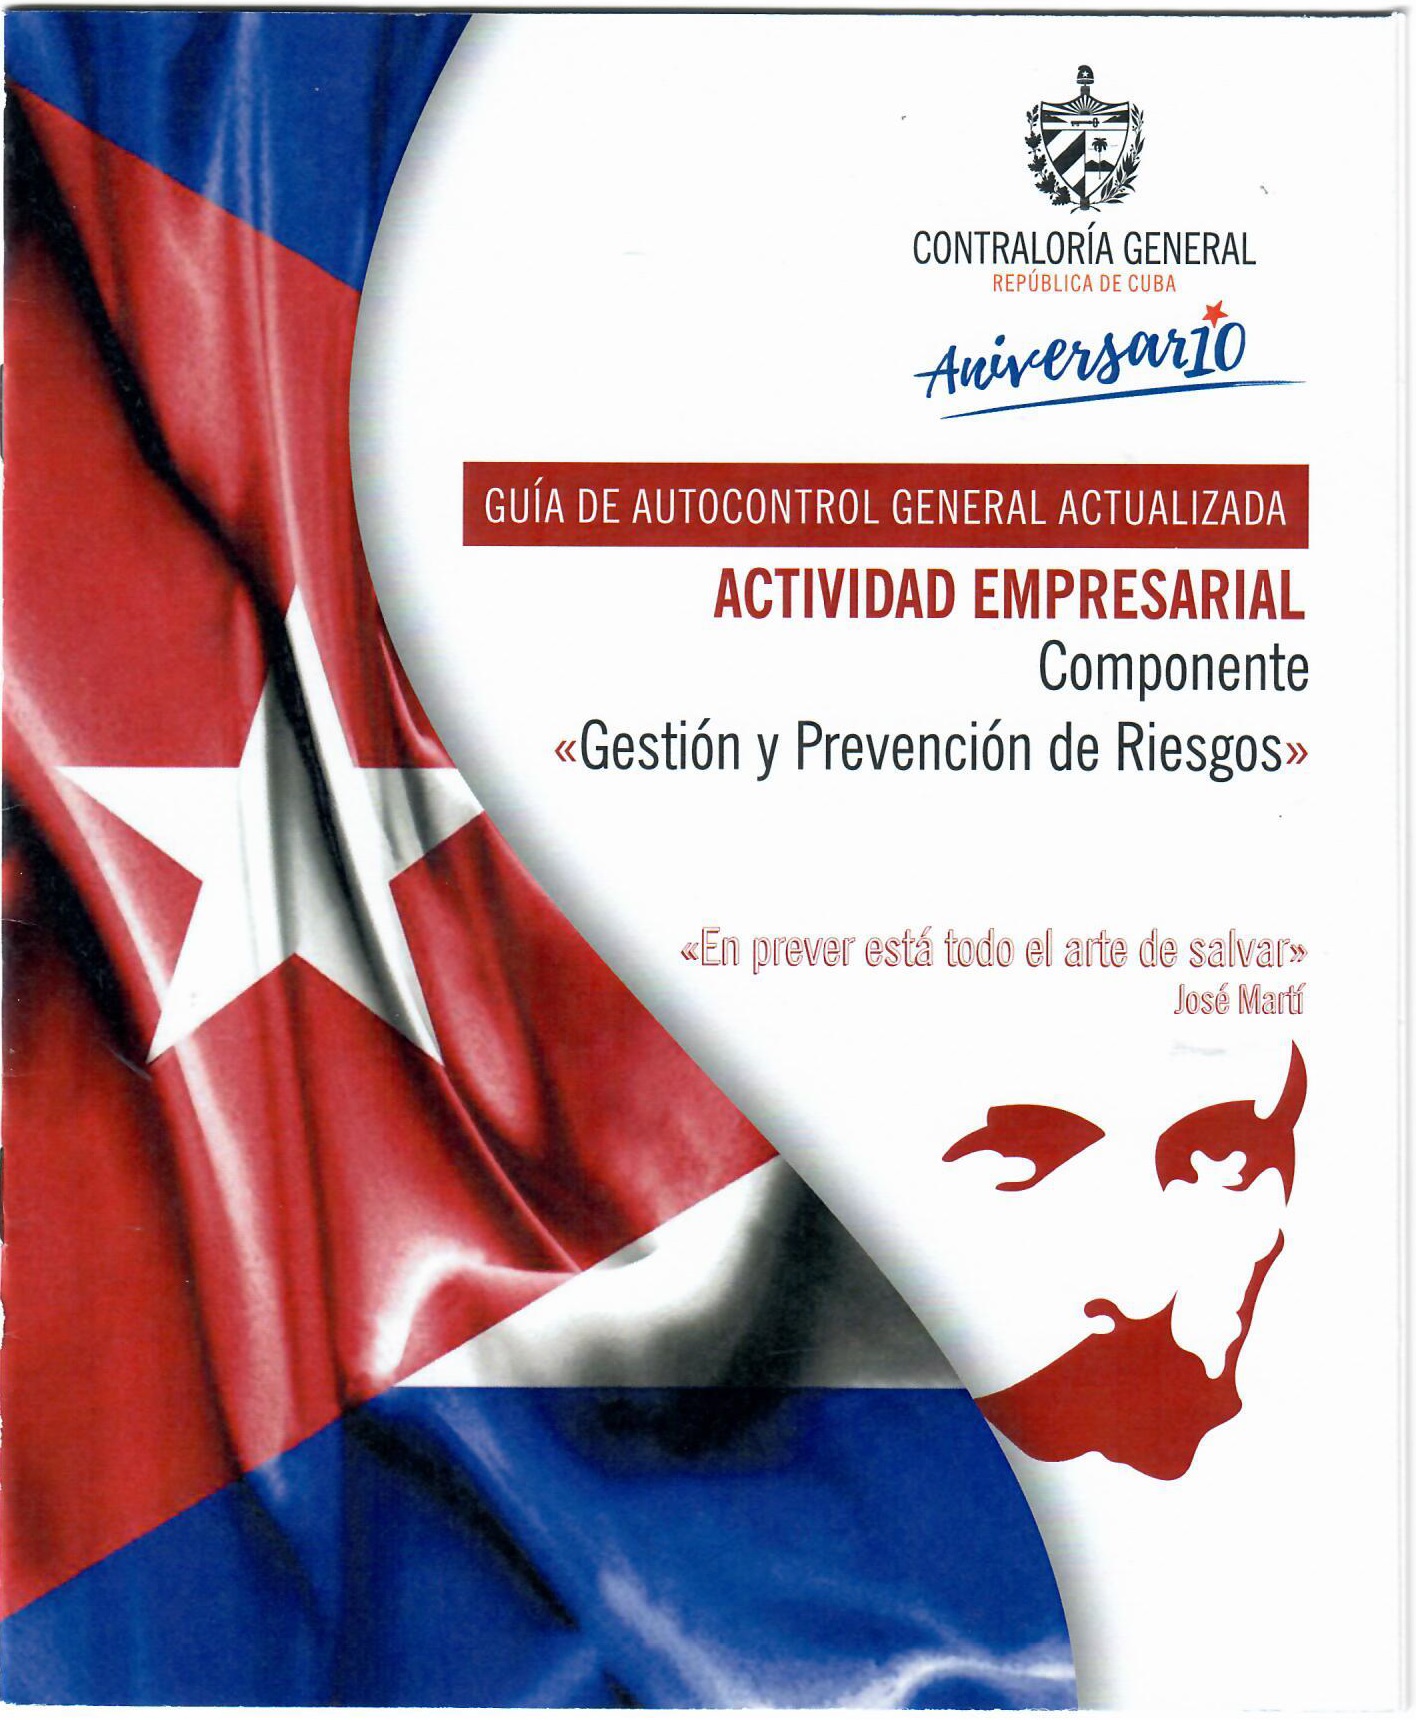 CONTRALORÍA GENERAL
REPÚBLICA DE CUBA
Aniversar10
GUÍA DE AUTOCONTROL GENERAL ACTUALIZADA
ACTIVIDAD EMPRESARIAL
Componente
«Gestión y Prevención de Riesgos»
«En prever está todo el arte de salvar»
José Martí